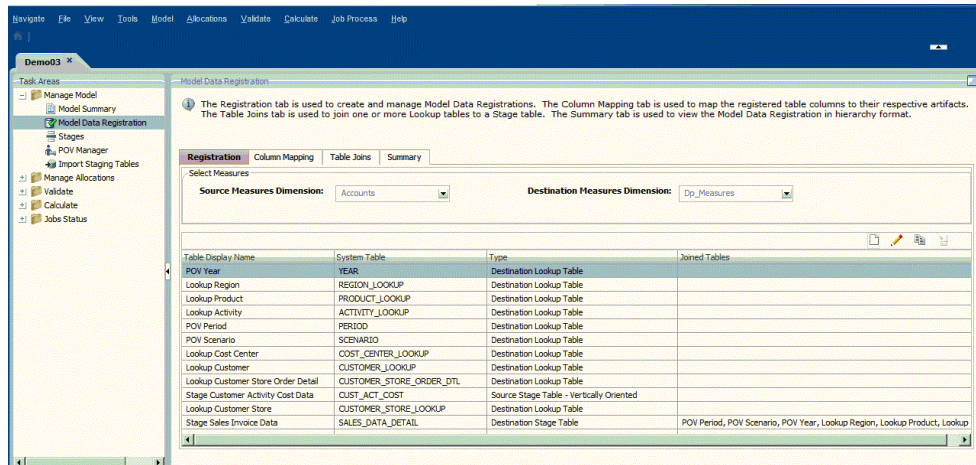 Navigate File View Tools Model Allocations Validate Calculate Job Process Help
Demo03
Task Areas
Manage Model
Model Summary
Model Data Registration
Stages
POV Manager
Import Staging Tables
Manage Allocations
Validate
Calculate
Jobs Status
Model Data Registration
The Registration tab is used to create and manage Model Data Registrations. The Column Mapping tab is used to map the registered table columns to their respective artifacts.
The Table Joins tab is used to join one or more Lookup tables to a Stage table. The Summary tab is used to view the Model Data Registration in hierarchy format.
Registration Column Mapping Table Joins Summary
Select Measures
Source Measures Dimension: Accounts Destination Measures Dimension: Dp_Measures
Table Display Name System Table Type Joined Tables
POV Year YEAR Destination Lookup Table
Lookup Region REGION_LOOKUP Destination Lookup Table
Lookup Product PRODUCT_LOOKUP Destination Lookup Table
Lookup Activity ACTIVITY_LOOKUP Destination Lookup Table
POV Period PERIOD Destination Lookup Table
POV Scenario SCENARIO Destination Lookup Table
Lookup Cost Center COST_CENTER_LOOKUP Destination Lookup Table
Lookup Customer CUSTOMER_LOOKUP Destination Lookup Table
Lookup Customer Store Order Detail CUSTOMER_STORE_ORDER_DTL Destination Lookup Table
Stage Customer Activity Cost Data CUST_ACT_COST Source Stage Table - Vertically Oriented
Lookup Customer Store CUSTOMER_STORE_LOOKUP Destination Lookup Table
Stage Sales Invoice Data SALES_DATA_DETAIL Destination Stage Table POV Period, POV Scenario, POV Year, Lookup Region, Lookup Product, Lookup